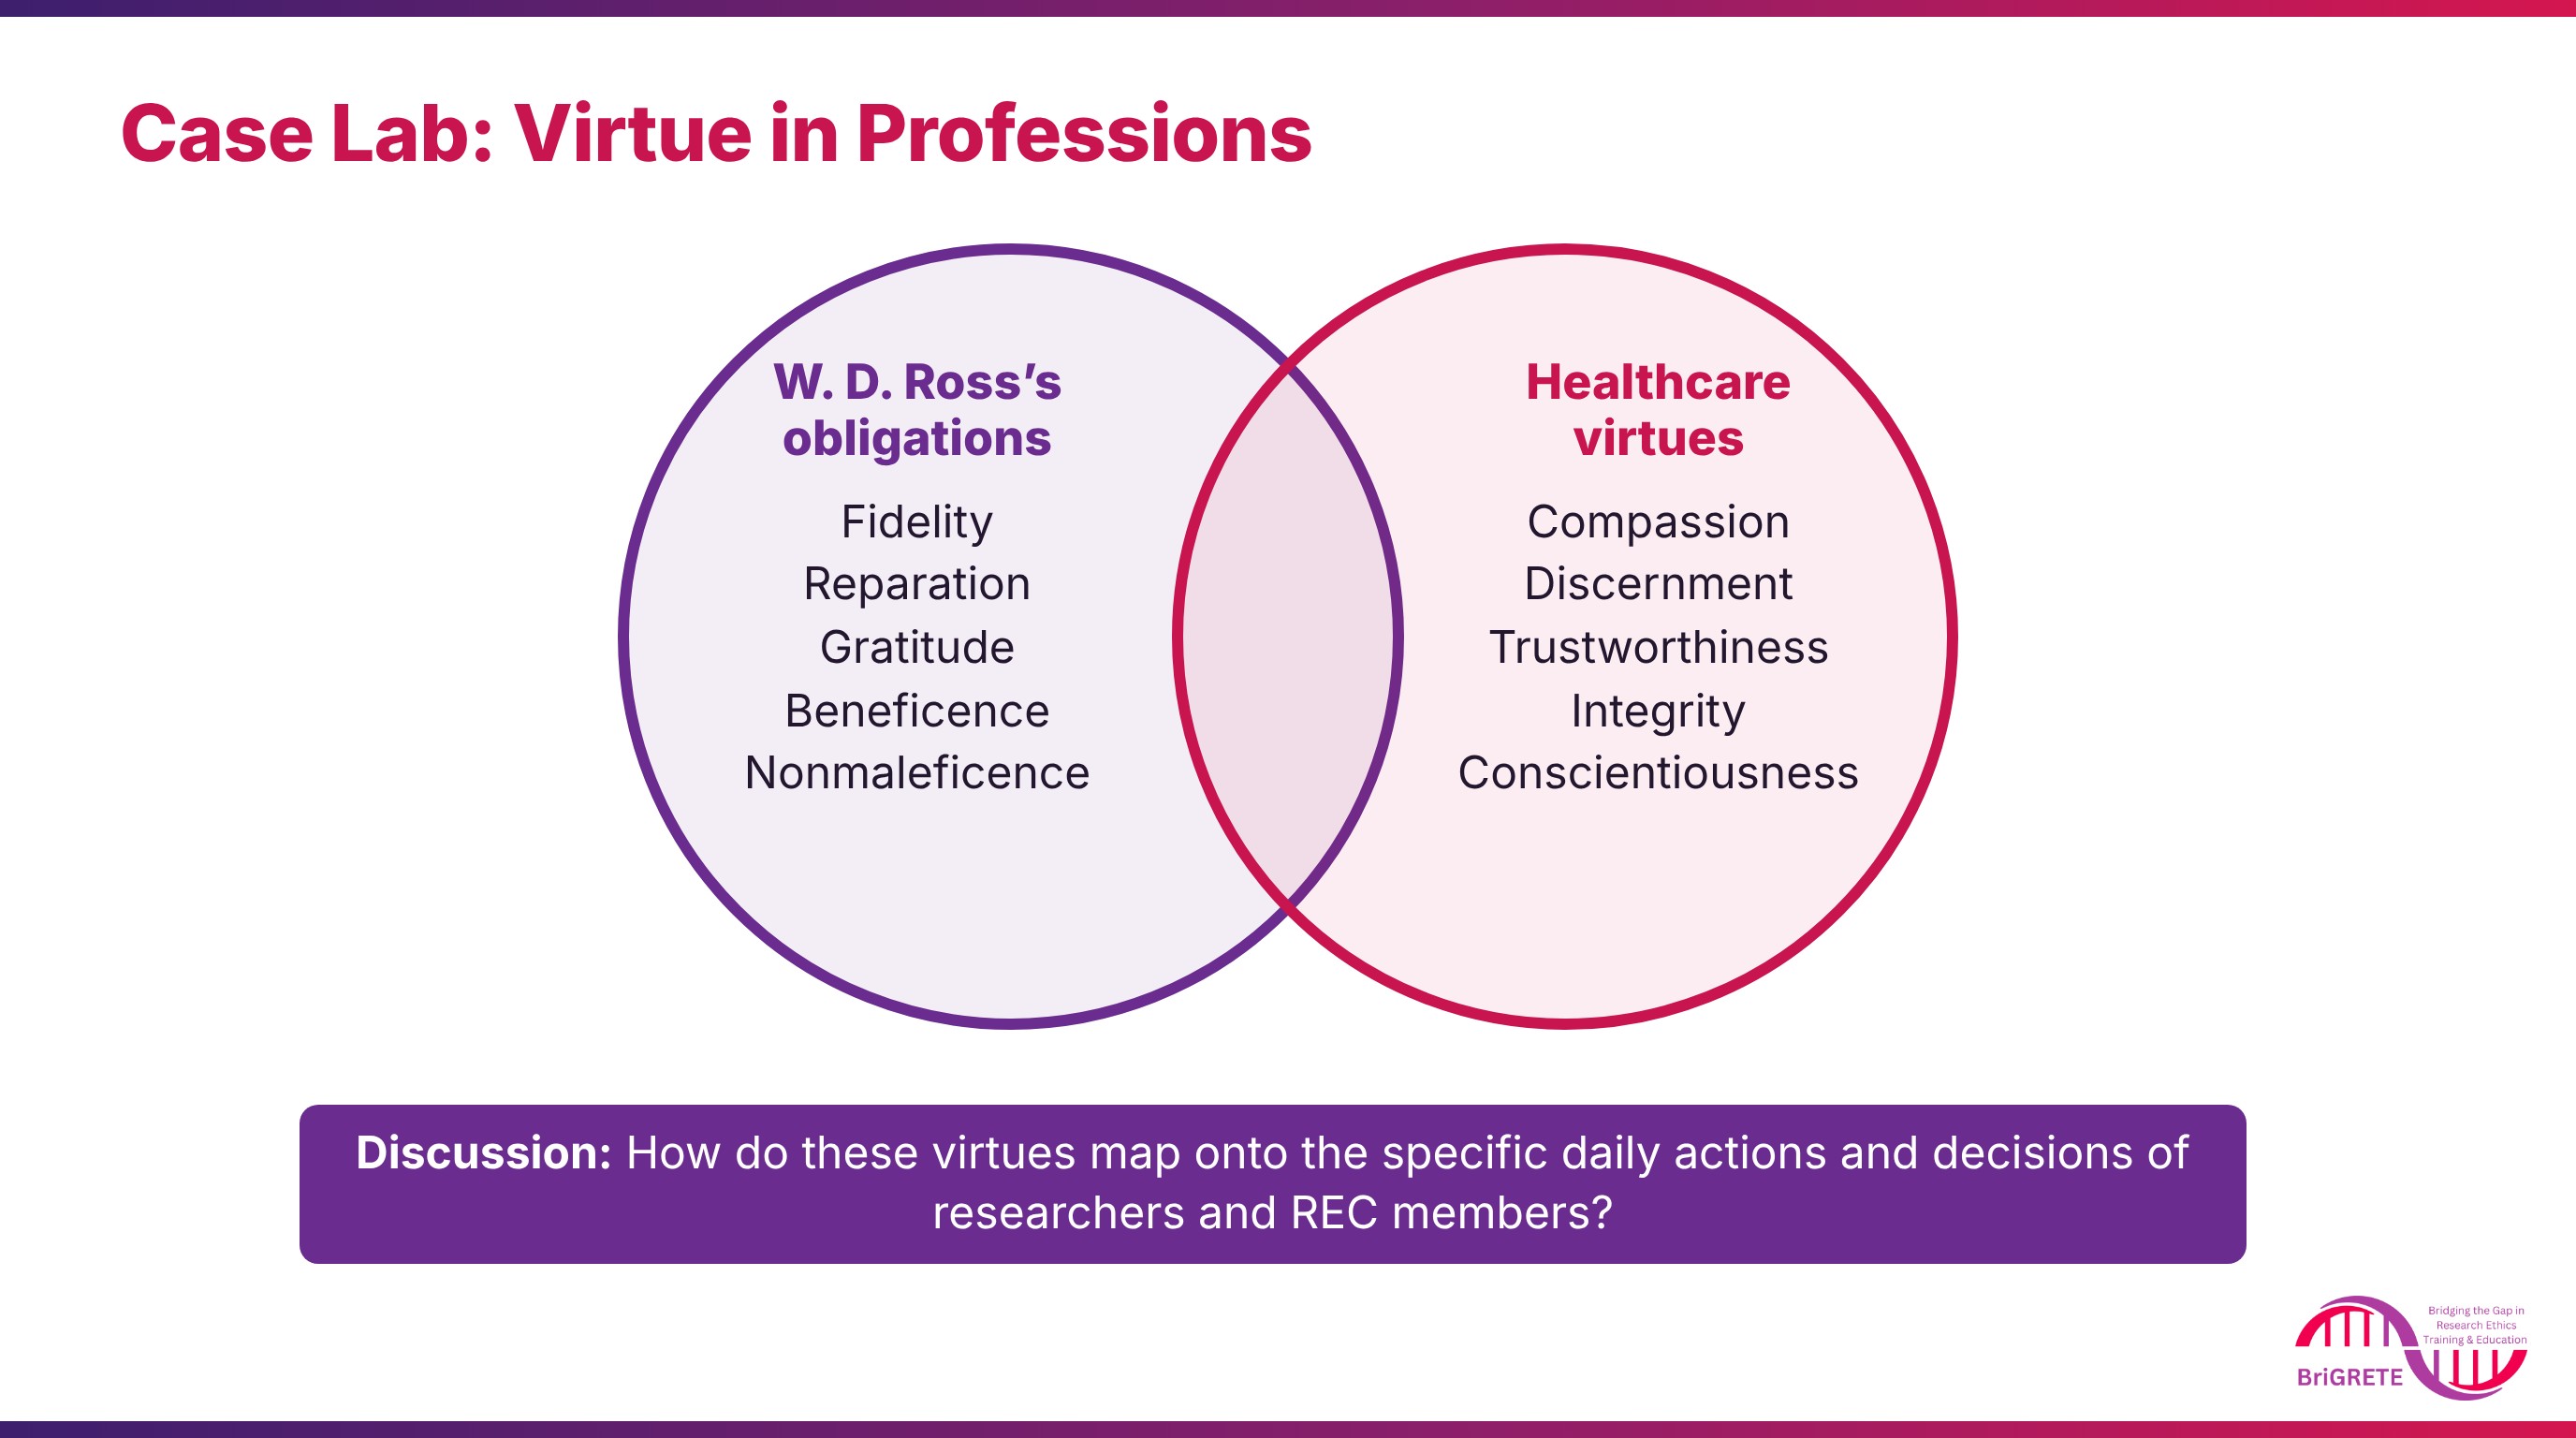 Case Lab: Virtue in Professions
W. D. Ross’s
obligations
Fidelity
Reparation
Gratitude
Beneficence
Nonmaleficence
Healthcare
virtues
Compassion
Discernment
Trustworthiness
Integrity
Conscientiousness
Discussion: How do these virtues map onto the specific daily actions and decisions of
researchers and REC members?
Bridging the Gap in
Research Ethics
Training & Education
BriGRETE